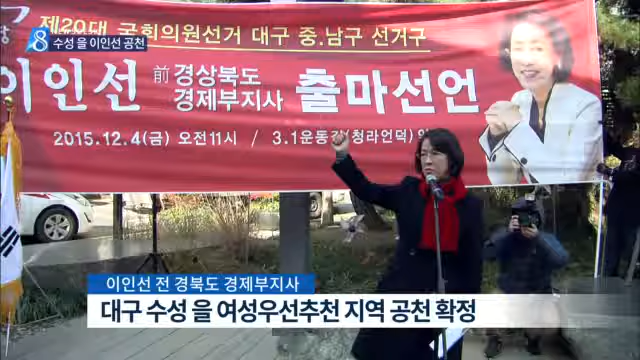 제20대 국회의원선거 대구 중.남구 선거구
8 수성 을 이인선 공천
이인선 前 경상북도 경제부지사 출마선언
2015.12.4(금) 오전11시 / 3.1운동길(청라언덕)
이인선 전 경북도 경제부지사
대구 수성 을 여성우선추천 지역 공천 확정